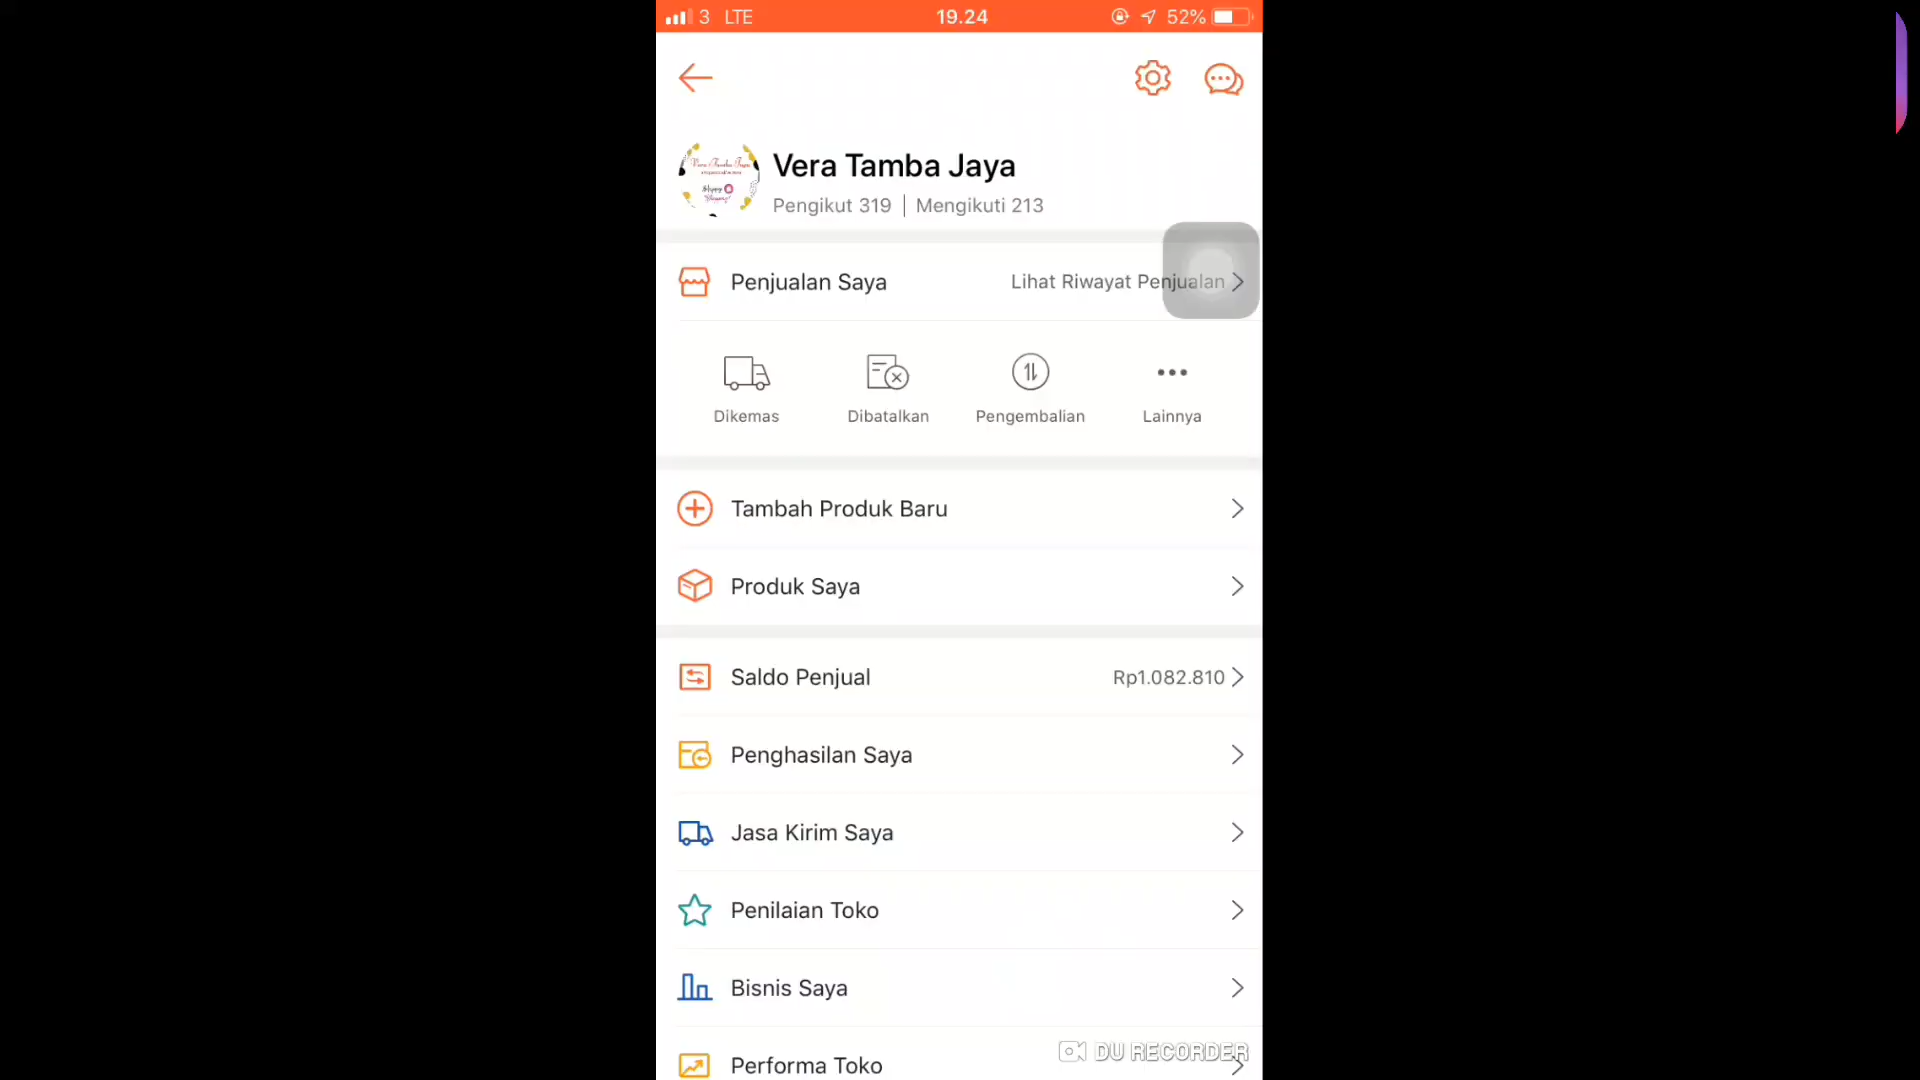 3 LTE 19.24 52%
Vera Tamba Jaya
Pengikut 319 | Mengikuti 213
Penjualan Saya Lihat Riwayat Penjualan
Dikemas Dibatalkan Pengembalian Lainnya
Tambah Produk Baru
Produk Saya
Saldo Penjual Rp1.082.810
Penghasilan Saya
Jasa Kirim Saya
Penilaian Toko
Bisnis Saya
DU RECORDER
Performa Toko